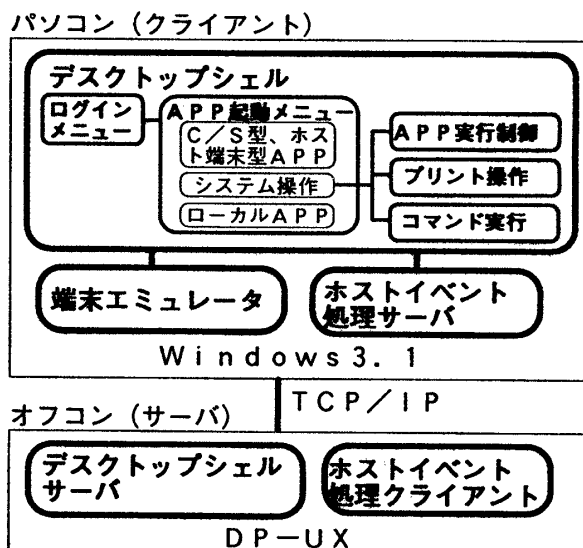 パソコン（クライアント）
デスクトップシェル
ログイン
メニュー
APP起動メニュー
C／S型、ホス
ト端末型APP
システム操作
ローカルAPP
APP実行制御
プリント操作
コマンド実行
端末エミュレータ
ホストイベント
処理サーバ
Windows3．1
TCP／IP
オフコン（サーバ）
デスクトップシェル
サーバ
ホストイベント
処理クライアント
DP－UX